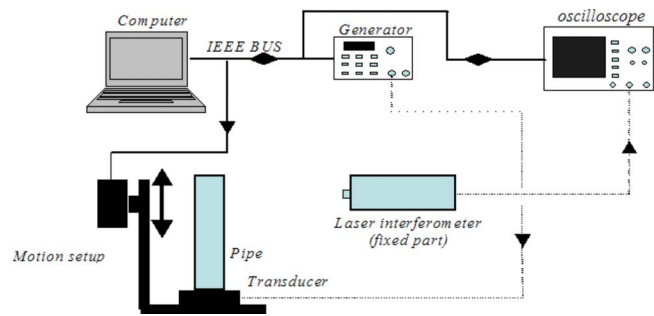 Computer
IEEE BUS
Generator
oscilloscope
Motion setup
Pipe
Transducer
Laser interferometer
(fixed part)